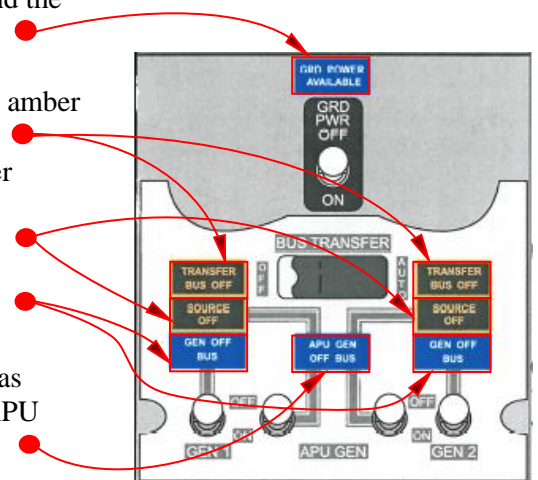 d the
amber
er
as
APU
GRD POWER
AVAILABLE
GRD
PWR
OFF
ON
BUS TRANSFER
OFF
AUTO
TRANSFER
BUS OFF
TRANSFER
BUS OFF
SOURCE
OFF
SOURCE
OFF
GEN OFF
BUS
APU GEN
OFF BUS
GEN OFF
BUS
OFF
OFF
ON
ON
GEN 1
APU GEN
GEN 2